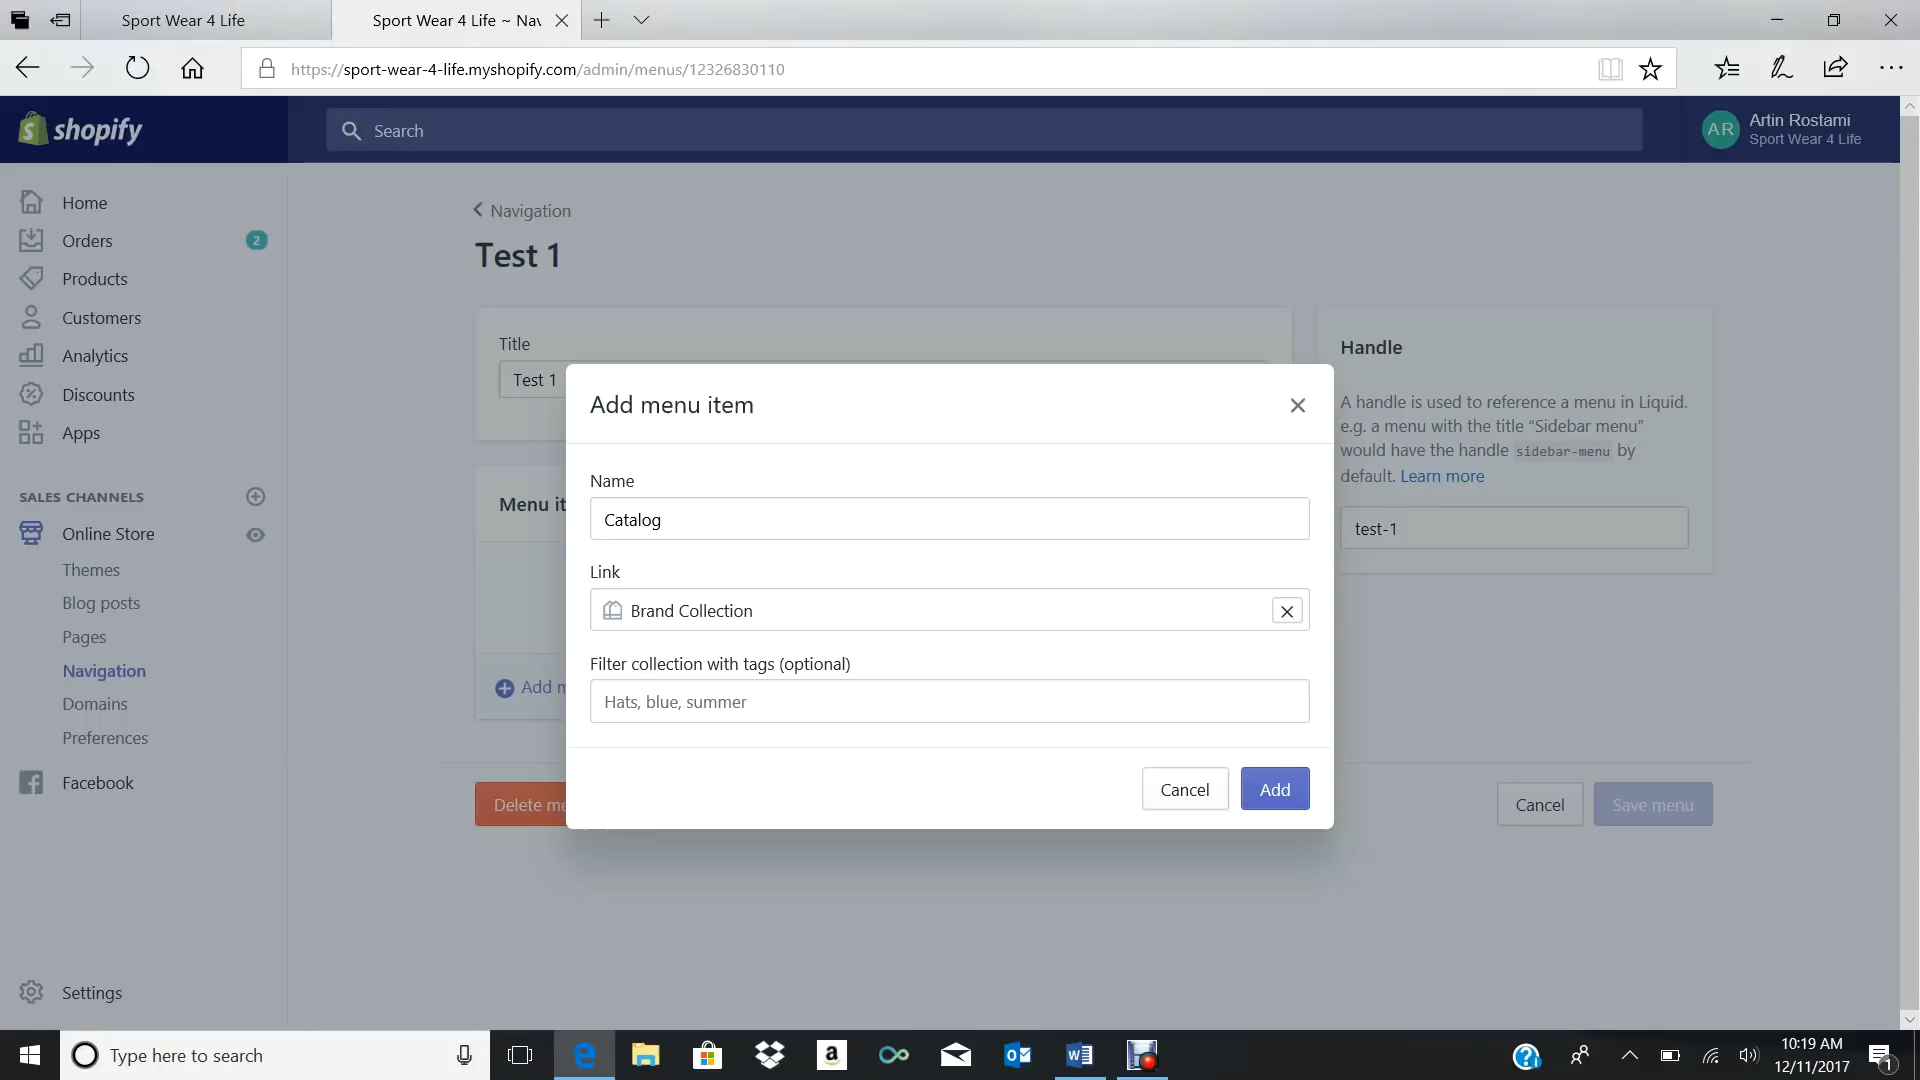 Sport Wear 4 Life
Sport Wear 4 Life ~ Nav
https://sport-wear-4-life.myshopify.com/admin/menus/12326830110
shopify
Search
AR
Artin Rostami
Sport Wear 4 Life
Home
Orders
2
Products
Customers
Analytics
Discounts
Apps
SALES CHANNELS
Online Store
Themes
Blog posts
Pages
Navigation
Domains
Preferences
Facebook
Settings
Navigation
Test 1
Title
Test 1
Menu it
Add m
Delete me
Add menu item
Name
Catalog
Link
Brand Collection
Filter collection with tags (optional)
Hats, blue, summer
Cancel
Add
Handle
A handle is used to reference a menu in Liquid.
e.g. a menu with the title “Sidebar menu”
would have the handle sidebar-menu by
default. Learn more
test-1
Cancel
Save menu
Type here to search
10:19 AM
12/11/2017
1